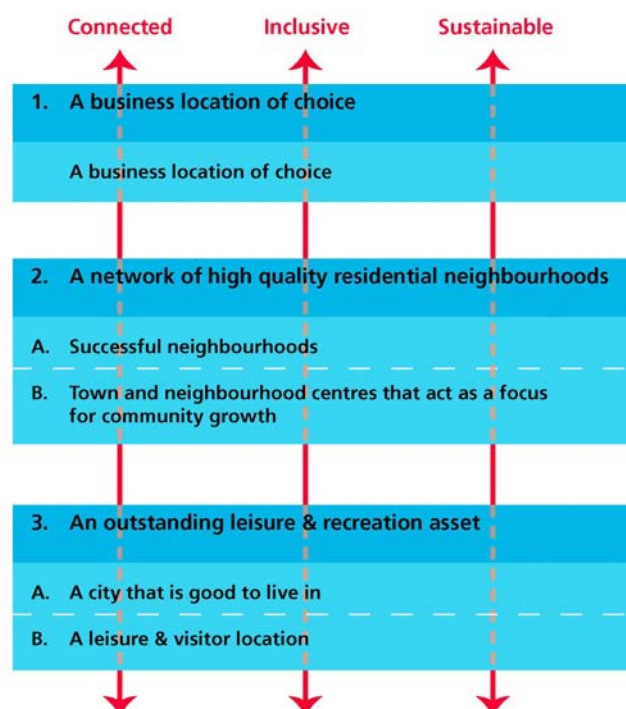 Connected Inclusive Sustainable
1. A business location of choice
A business location of choice
2. A network of high quality residential neighbourhoods
A. Successful neighbourhoods
B. Town and neighbourhood centres that act as a focus
for community growth
3. An outstanding leisure & recreation asset
A. A city that is good to live in
B. A leisure & visitor location